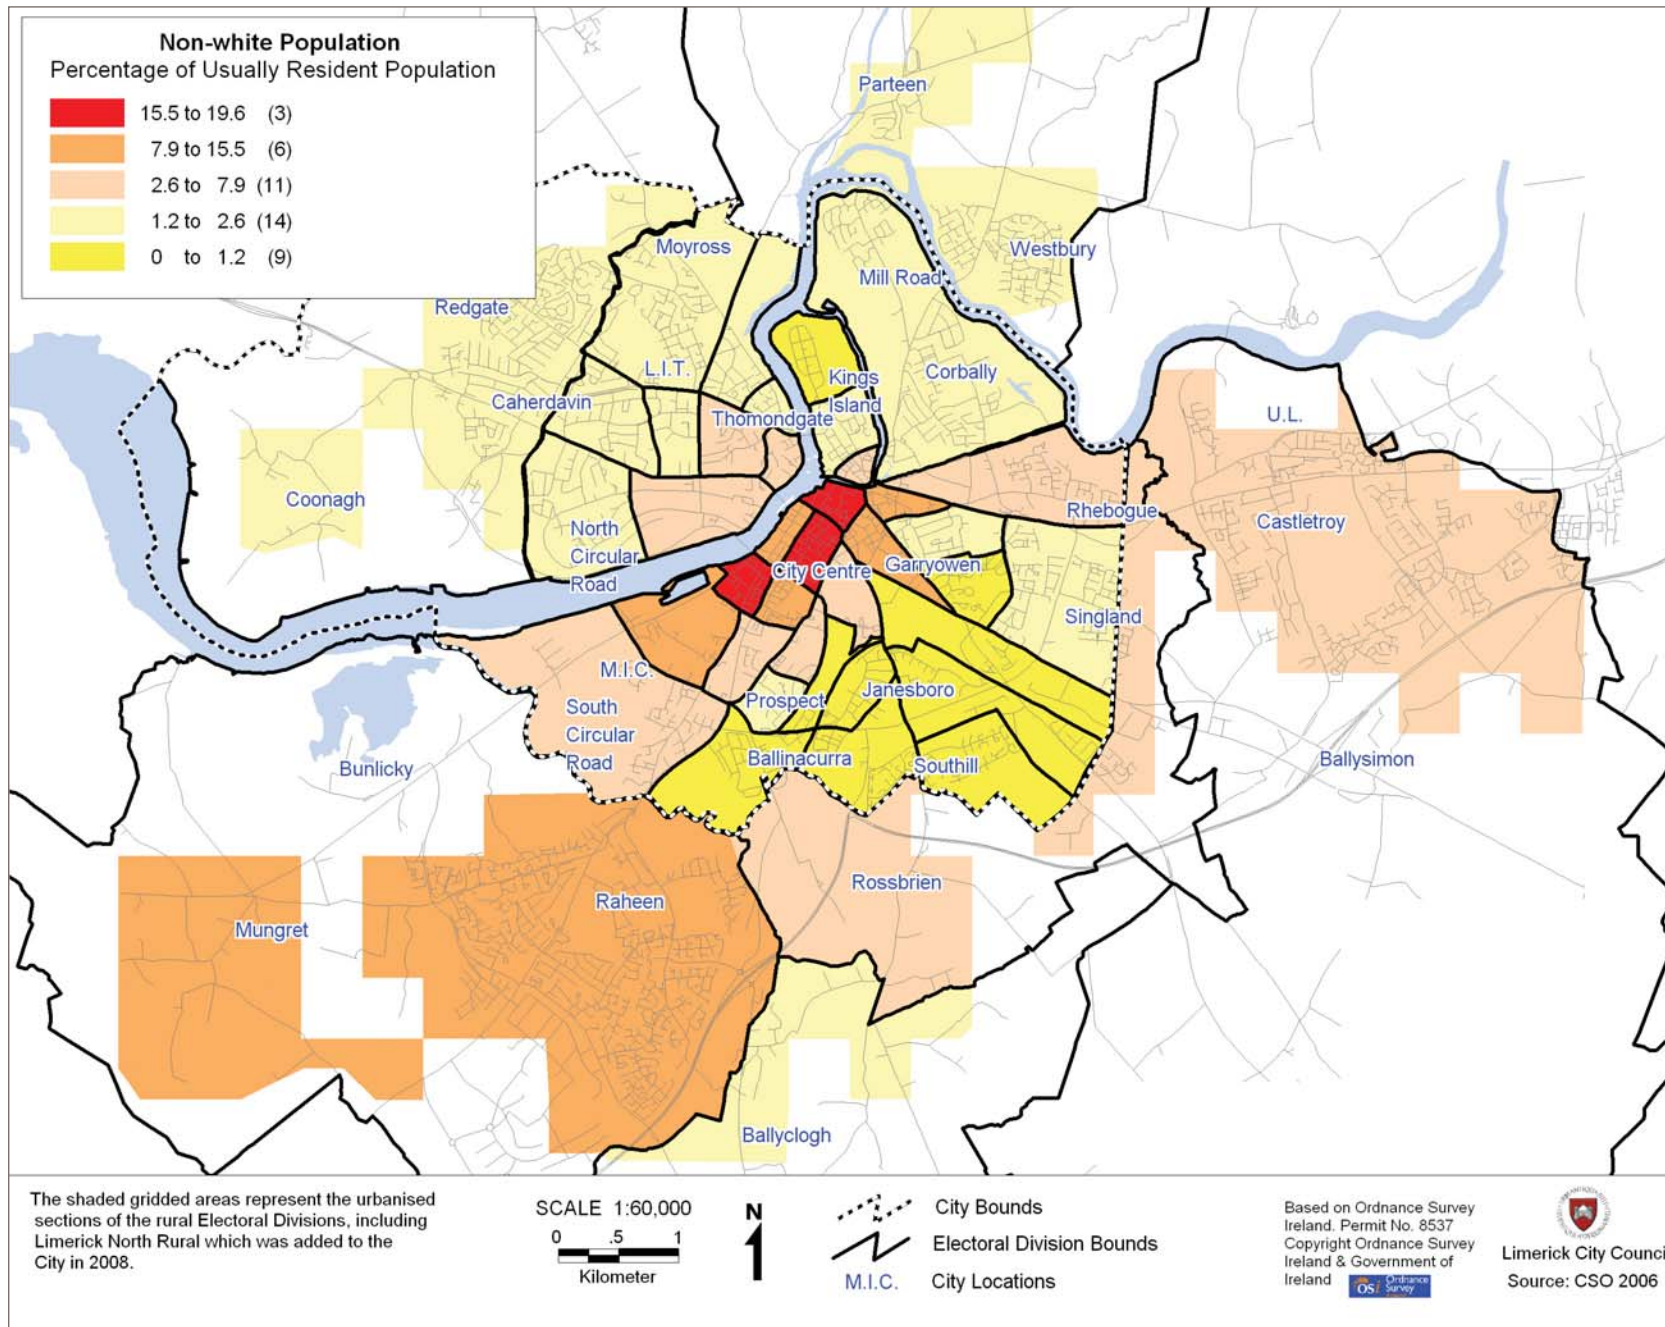 Non-white Population
Percentage of Usually Resident Population
15.5 to 19.6 (3)
7.9 to 15.5 (6)
2.6 to 7.9 (11)
1.2 to 2.6 (14)
0 to 1.2 (9)
Parteen
Moyross
Westbury
Mill Road
Redgate
L.I.T.
Corbally
Kings
Island
Caherdavin
Thomondgate
U.L.
Coonagh
Rhebogue
Castletroy
North
Circular
Road
City Centre
Garryowen
Singland
M.I.C.
South
Circular
Road
Prospect
Janesboro
Ballinacurra
Southill
Bunlicky
Ballysimon
Rossbrien
Raheen
Mungret
Ballyclogh
The shaded gridded areas represent the urbanised
sections of the rural Electoral Divisions, including
Limerick North Rural which was added to the
City in 2008.
SCALE 1:60,000
0 .5 1
Kilometer
N
City Bounds
Electoral Division Bounds
M.I.C. City Locations
Based on Ordnance Survey
Ireland. Permit No. 8537
Copyright Ordnance Survey
Ireland & Government of
Ireland
OSi Ordnance
Survey
Limerick City Counci
Source: CSO 2006